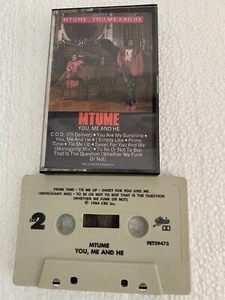 MTUME YOU, ME AND HE
MTUME
YOU, ME AND HE
C.O.D. (I'll Deliver) • You Are My Sunshine •
You, Me And He • I Simply Like • Prime
Time • Tie Me Up • Sweet For You And Me
(Monogamy Mix) • To Be Or Not To Bop
That Is The Question (Whether We Funk
Or Not)
PRIME TIME - TIE ME UP - SWEET FOR YOU AND ME
(MONOGAMY MIX) - TO BE OR NOT TO BOP THAT IS THE QUESTION
(WHETHER WE FUNK OR NOT)
SIDE 2
© 1984 CBS Inc.
Epic
FET39473
MTUME
YOU, ME AND HE